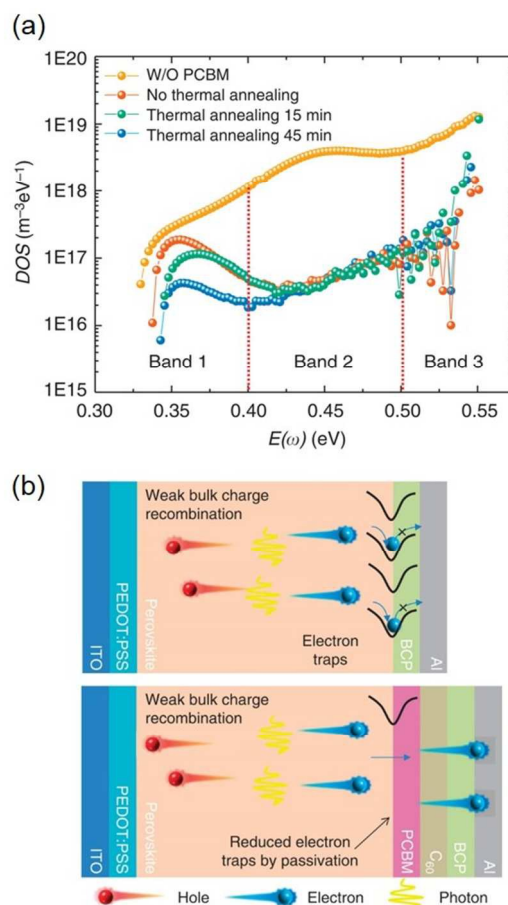 (a)
1E20
1E19
1E18
1E17
1E16
1E15
DOS (m⁻³eV⁻¹)
W/O PCBM
No thermal annealing
Thermal annealing 15 min
Thermal annealing 45 min
Band 1
Band 2
Band 3
0.30
0.35
0.40
0.45
0.50
0.55
E(ω) (eV)
(b)
Weak bulk charge
recombination
Electron
traps
ITO
PEDOT:PSS
Perovskite
BCP
Al
Weak bulk charge
recombination
Reduced electron
traps by passivation
ITO
PEDOT:PSS
Perovskite
PCBM
C₆₀
BCP
Al
Hole
Electron
Photon